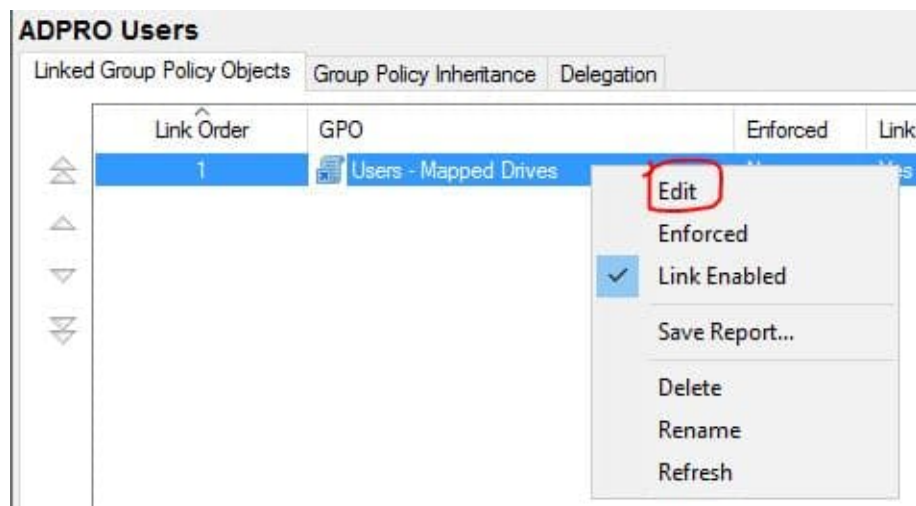 ADPRO Users
Linked Group Policy Objects Group Policy Inheritance Delegation
Link Order GPO Enforced Link
1 Users - Mapped Drives
Edit
Enforced
Link Enabled
Save Report...
Delete
Rename
Refresh